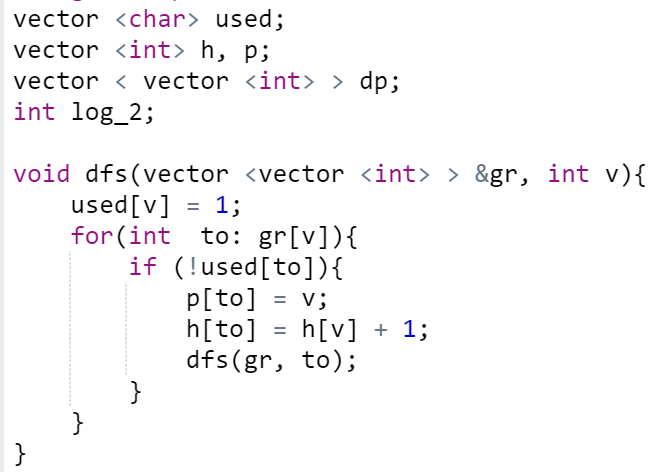 vector <char> used;
vector <int> h, p;
vector < vector <int> > dp;
int log_2;

void dfs(vector <vector <int> > &gr, int v){
    used[v] = 1;
    for(int  to: gr[v]){
        if (!used[to]){
            p[to] = v;
            h[to] = h[v] + 1;
            dfs(gr, to);
        }
    }
}